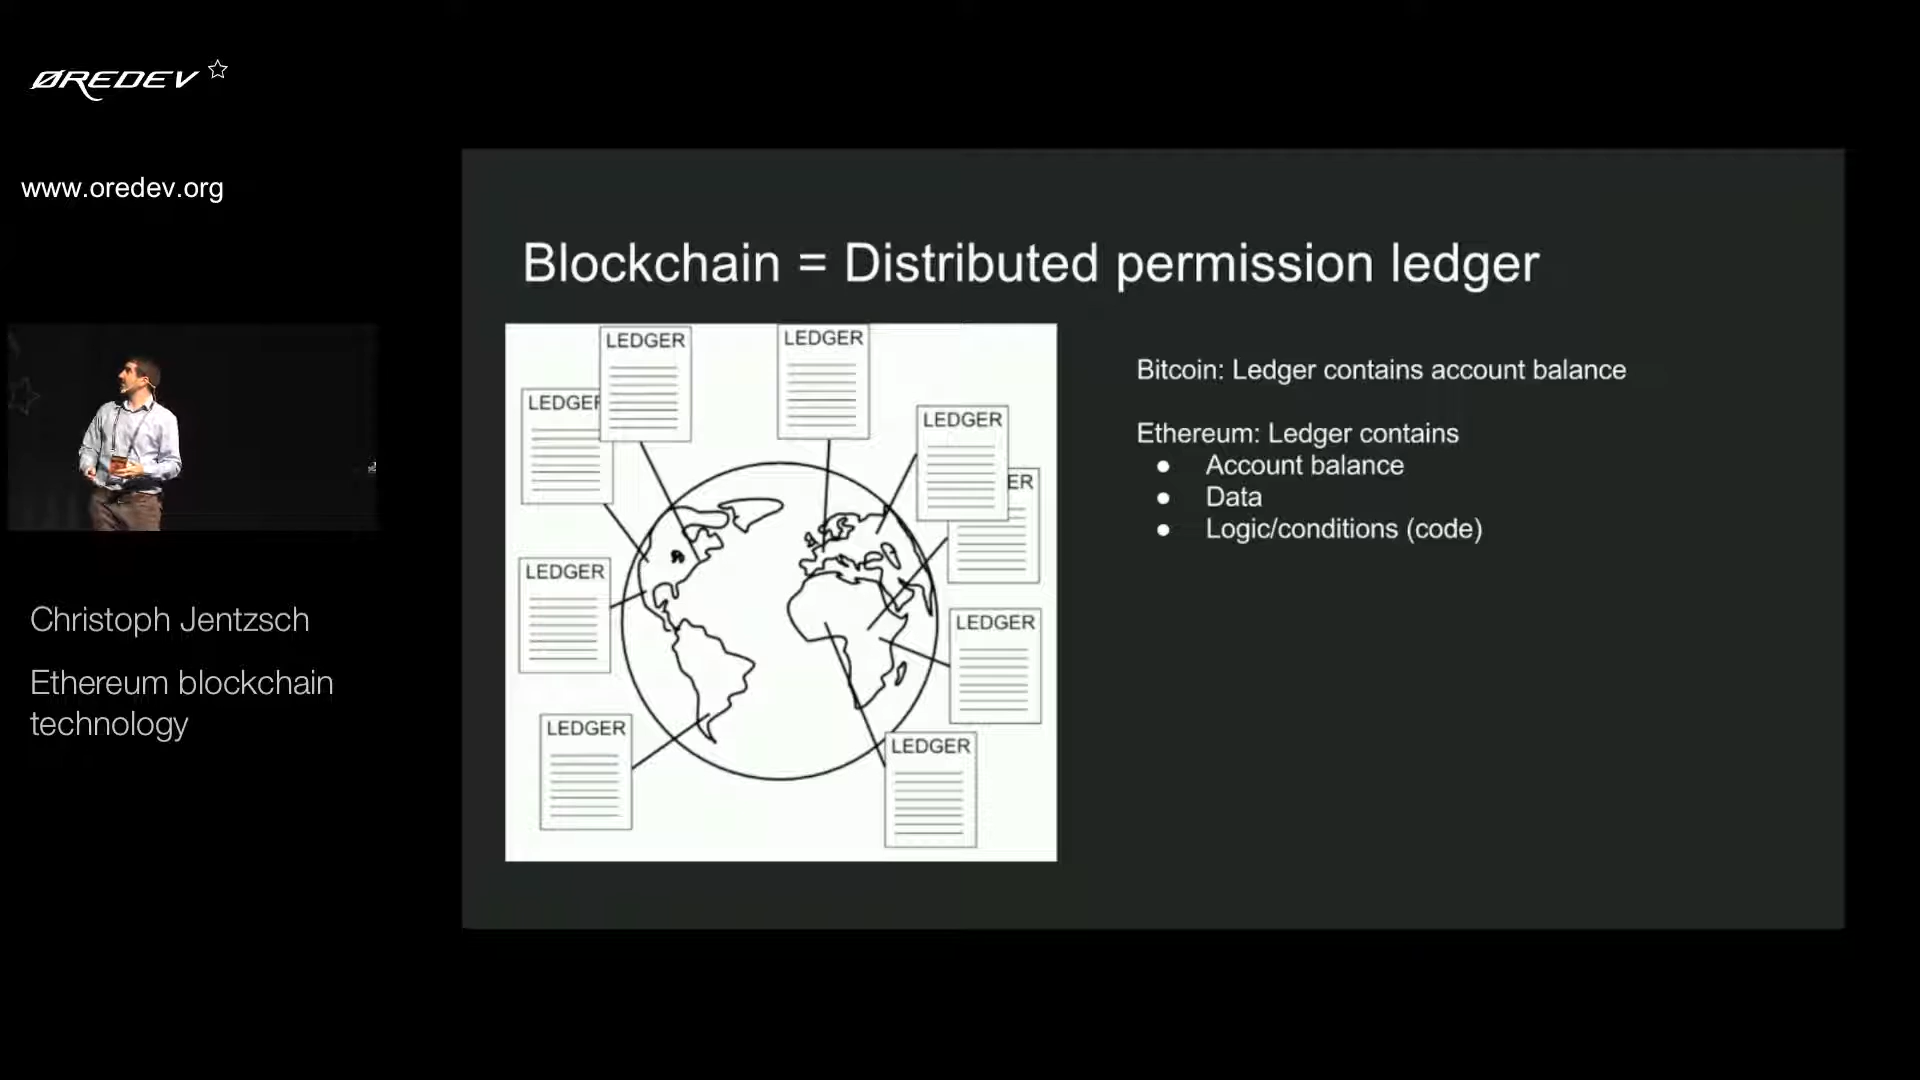 ØREDEV
www.oredev.org
Christoph Jentzsch
Ethereum blockchain
technology
Blockchain = Distributed permission ledger
LEDGER
LEDGER
LEDGER
LEDGER
ER
LEDGER
LEDGER
LEDGER
LEDGER
Bitcoin: Ledger contains account balance
Ethereum: Ledger contains
● Account balance
● Data
● Logic/conditions (code)